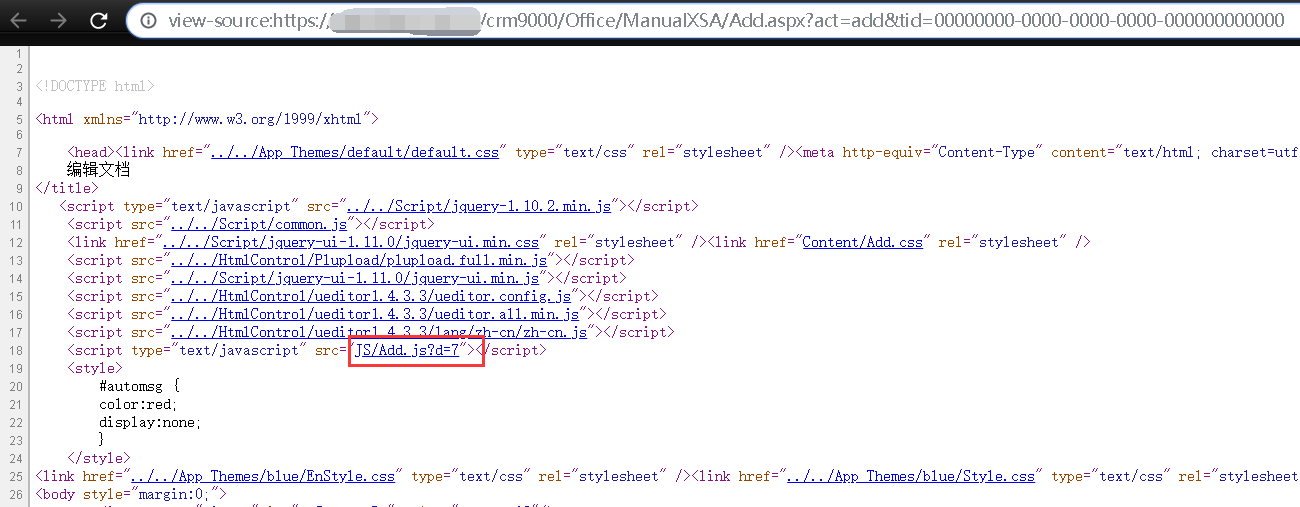 view-source:https:// /crm9000/Office/ManualXSA/Add.aspx?act=add&tid=00000000-0000-0000-0000-000000000000
1
2
3 <!DOCTYPE html>
4
5 <html xmlns="http://www.w3.org/1999/xhtml">
6
7 <head><link href="../../App_Themes/default/default.css" type="text/css" rel="stylesheet" /><meta http-equiv="Content-Type" content="text/html; charset=utf
8 编辑文档
9 </title>
10 <script type="text/javascript" src="../../Script/jquery-1.10.2.min.js"></script>
11 <script src="../../Script/common.js"></script>
12 <link href="../../Script/jquery-ui-1.11.0/jquery-ui.min.css" rel="stylesheet" /><link href="Content/Add.css" rel="stylesheet" />
13 <script src="../../HtmlControl/Plupload/plupload.full.min.js"></script>
14 <script src="../../Script/jquery-ui-1.11.0/jquery-ui.min.js"></script>
15 <script src="../../HtmlControl/ueditor1.4.3.3/ueditor.config.js"></script>
16 <script src="../../HtmlControl/ueditor1.4.3.3/ueditor.all.min.js"></script>
17 <script src="../../HtmlControl/ueditor1.4.3.3/lang/zh-cn/zh-cn.js"></script>
18 <script type="text/javascript" src="JS/Add.js?d=7"></script>
19 <style>
20 #automsg {
21 color:red;
22 display:none;
23 }
24 </style>
25 <link href="../../App_Themes/blue/EnStyle.css" type="text/css" rel="stylesheet" /><link href="../../App_Themes/blue/Style.css" type="text/css" rel="stylesheet
26 <body style="margin:0;">